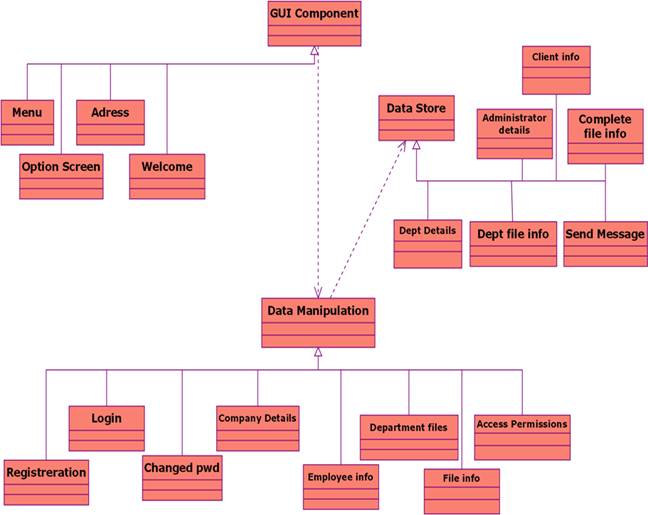 GUI Component
Client info
Menu
Adress
Data Store
Administrator
details
Complete
file info
Option Screen
Welcome
Dept Details
Dept file info
Send Message
Data Manipulation
Login
Company Details
Department files
Access Permissions
Registreration
Changed pwd
Employee info
File info